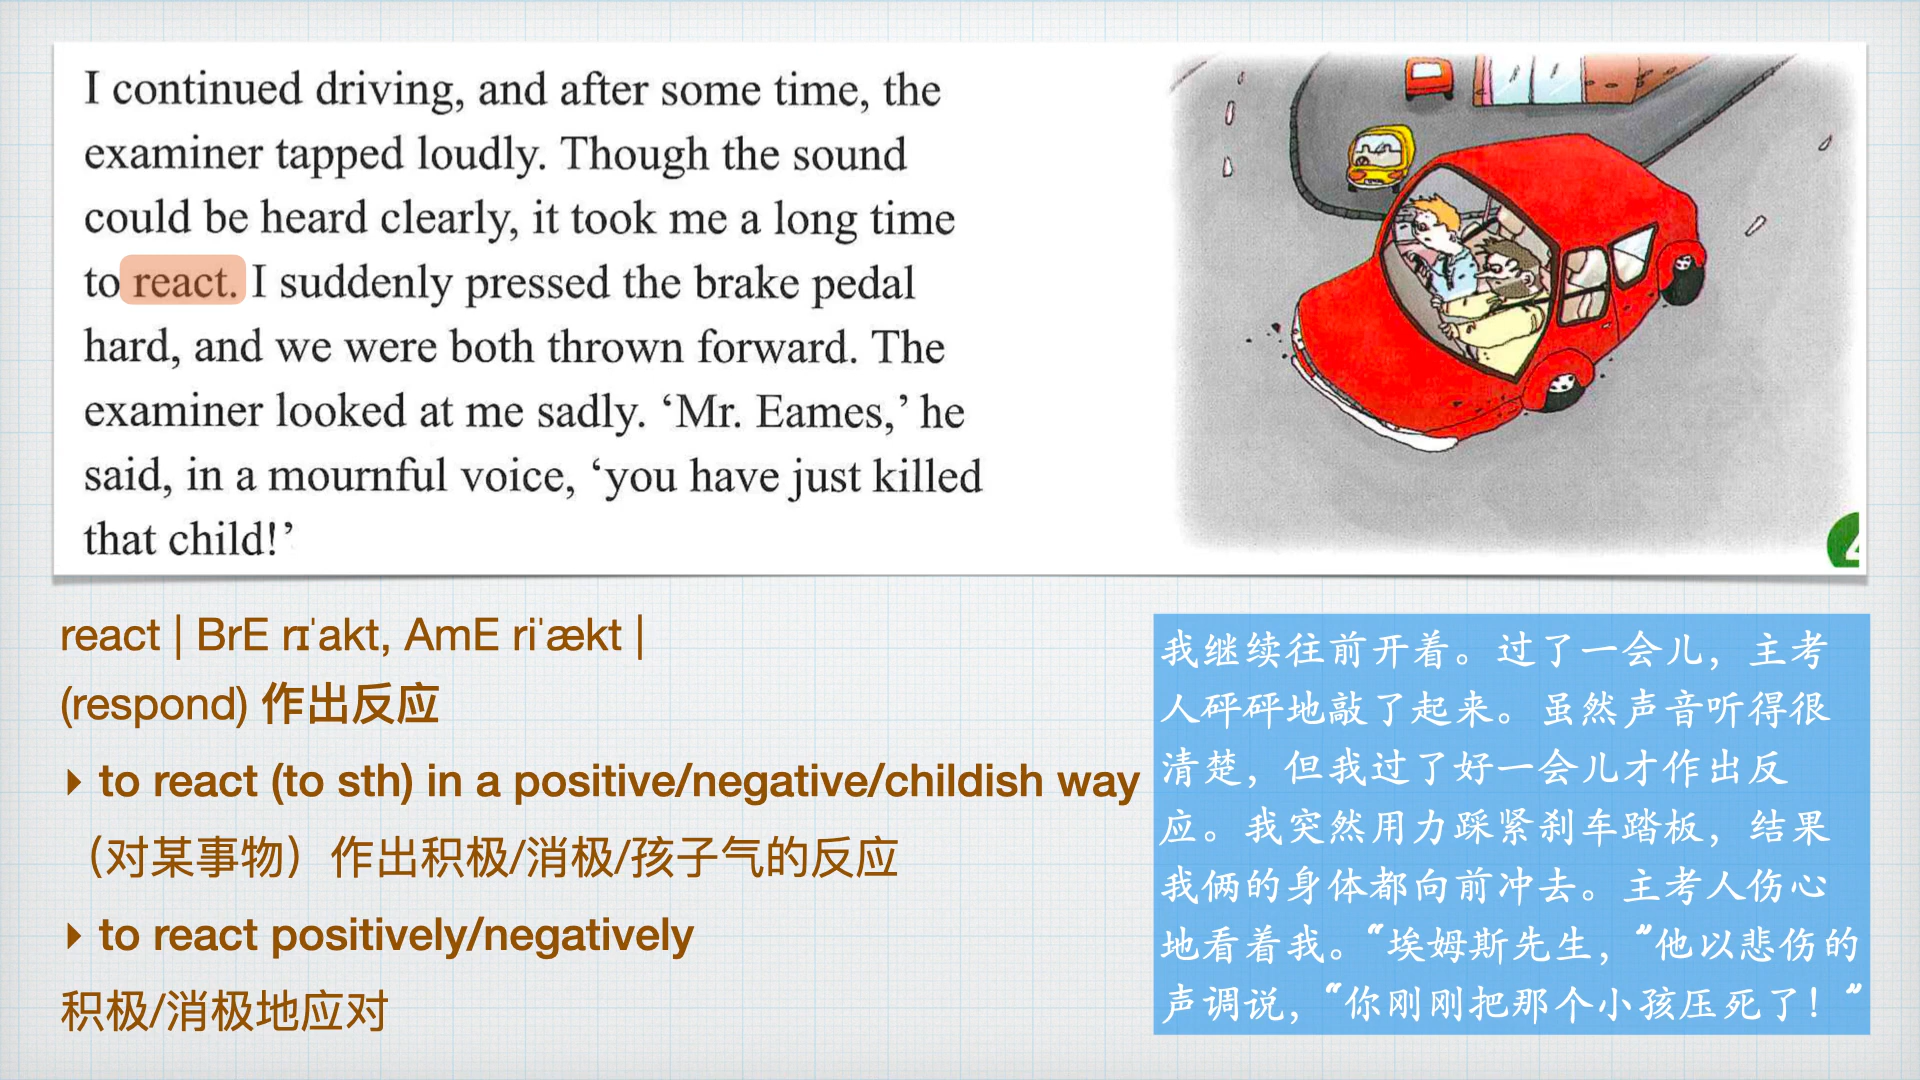 I continued driving, and after some time, the
examiner tapped loudly. Though the sound
could be heard clearly, it took me a long time
to react. I suddenly pressed the brake pedal
hard, and we were both thrown forward. The
examiner looked at me sadly. ‘Mr. Eames,’ he
said, in a mournful voice, ‘you have just killed
that child!’
react | BrE rɪˈakt, AmE riˈækt |
(respond) 作出反应
▸ to react (to sth) in a positive/negative/childish way
（对某事物）作出积极/消极/孩子气的反应
▸ to react positively/negatively
积极/消极地应对
我继续往前开着。过了一会儿，主考
人砰砰地敲了起来。虽然声音听得很
清楚，但我过了好一会儿才作出反
应。我突然用力踩紧刹车踏板，结果
我俩的身体都向前冲去。主考人伤心
地看着我。“埃姆斯先生，”他以悲伤的
声调说，“你刚刚把那个小孩压死了！”